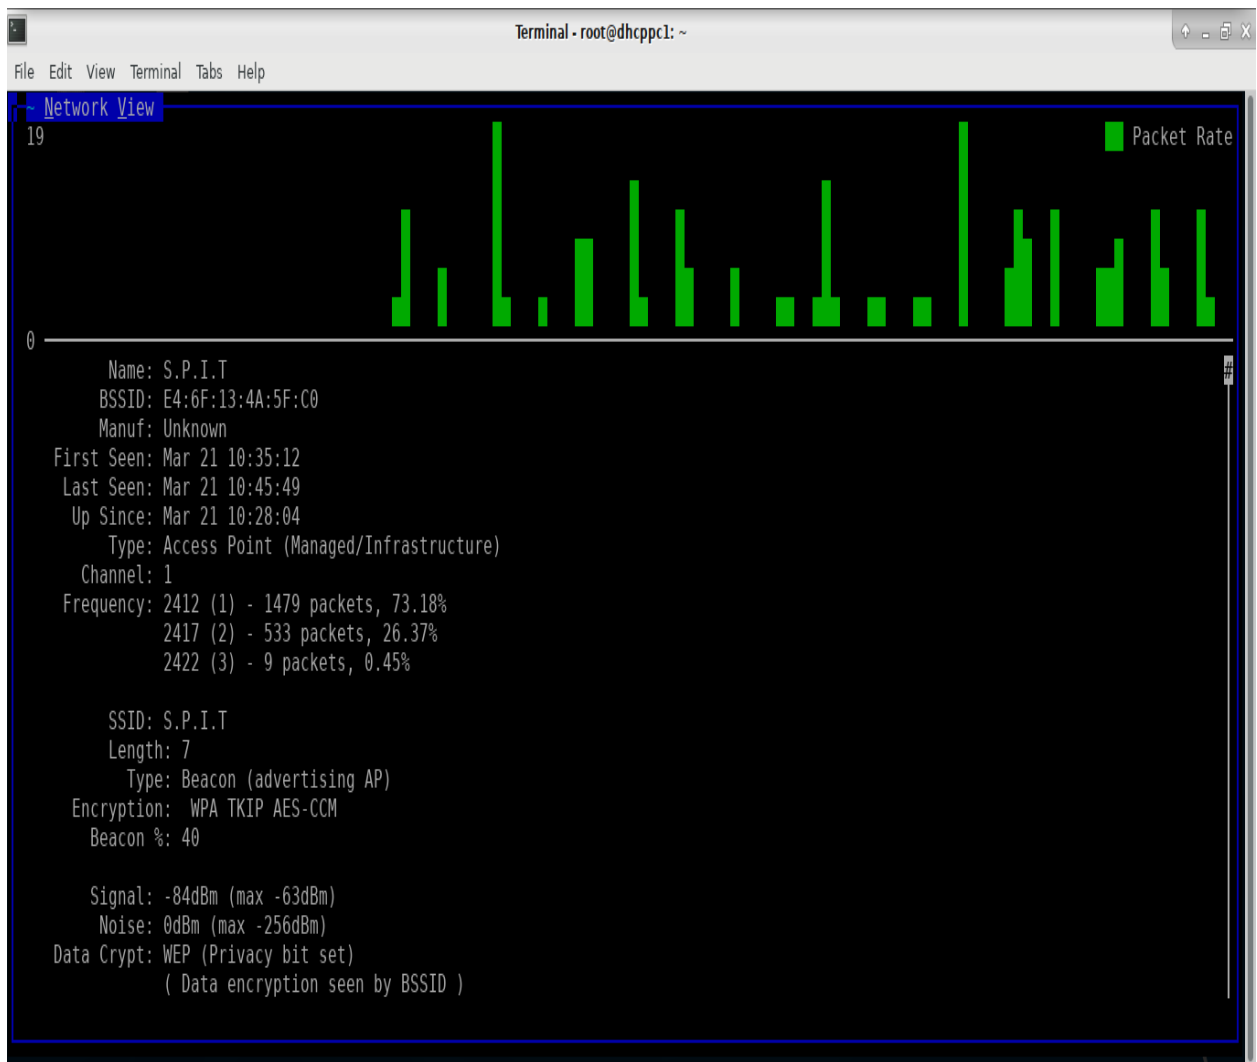 Terminal - root@dhcppc1: ~
File Edit View Terminal Tabs Help
~ Network View
19
Packet Rate
0
Name: S.P.I.T
#
BSSID: E4:6F:13:4A:5F:C0
Manuf: Unknown
First Seen: Mar 21 10:35:12
Last Seen: Mar 21 10:45:49
Up Since: Mar 21 10:28:04
Type: Access Point (Managed/Infrastructure)
Channel: 1
Frequency: 2412 (1) - 1479 packets, 73.18%
2417 (2) - 533 packets, 26.37%
2422 (3) - 9 packets, 0.45%
SSID: S.P.I.T
Length: 7
Type: Beacon (advertising AP)
Encryption: WPA TKIP AES-CCM
Beacon %: 40
Signal: -84dBm (max -63dBm)
Noise: 0dBm (max -256dBm)
Data Crypt: WEP (Privacy bit set)
( Data encryption seen by BSSID )